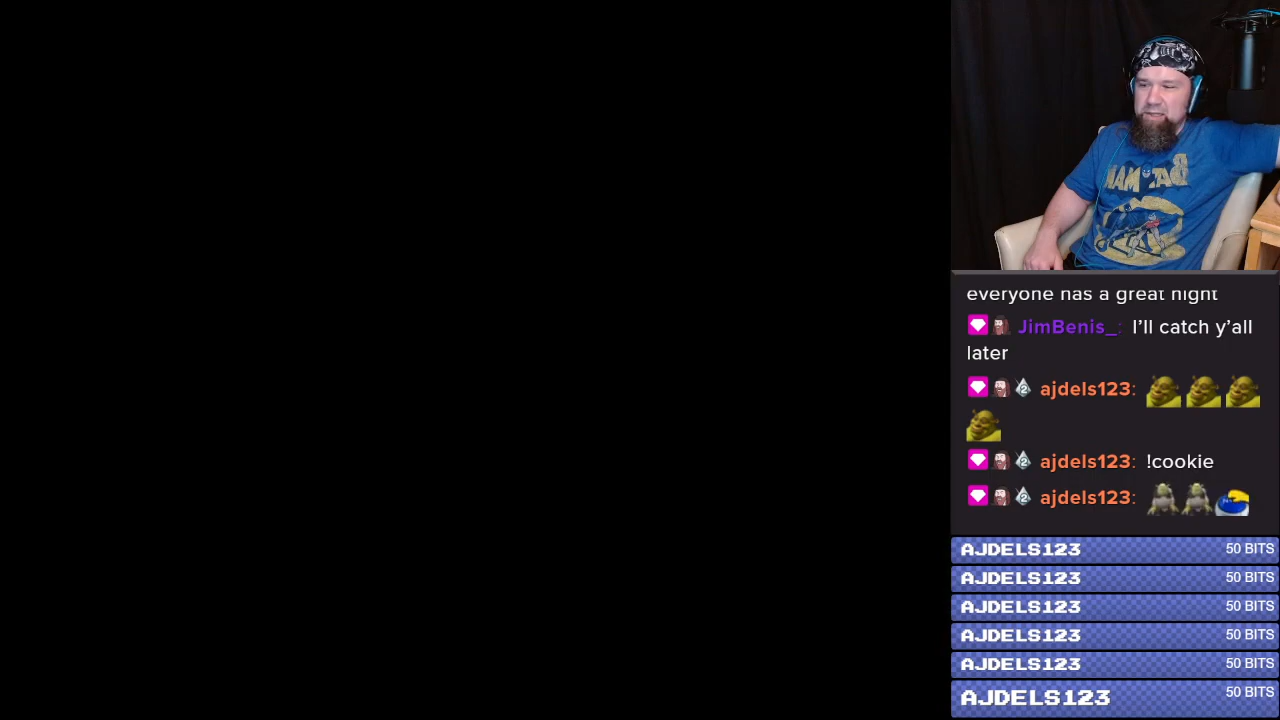 BATMAN
everyone has a great night
JimBenis_: I'll catch y'all
later
ajdels123:
ajdels123: !cookie
ajdels123:
AJDELS123 50 BITS
AJDELS123 50 BITS
AJDELS123 50 BITS
AJDELS123 50 BITS
AJDELS123 50 BITS
AJDELS123 50 BITS